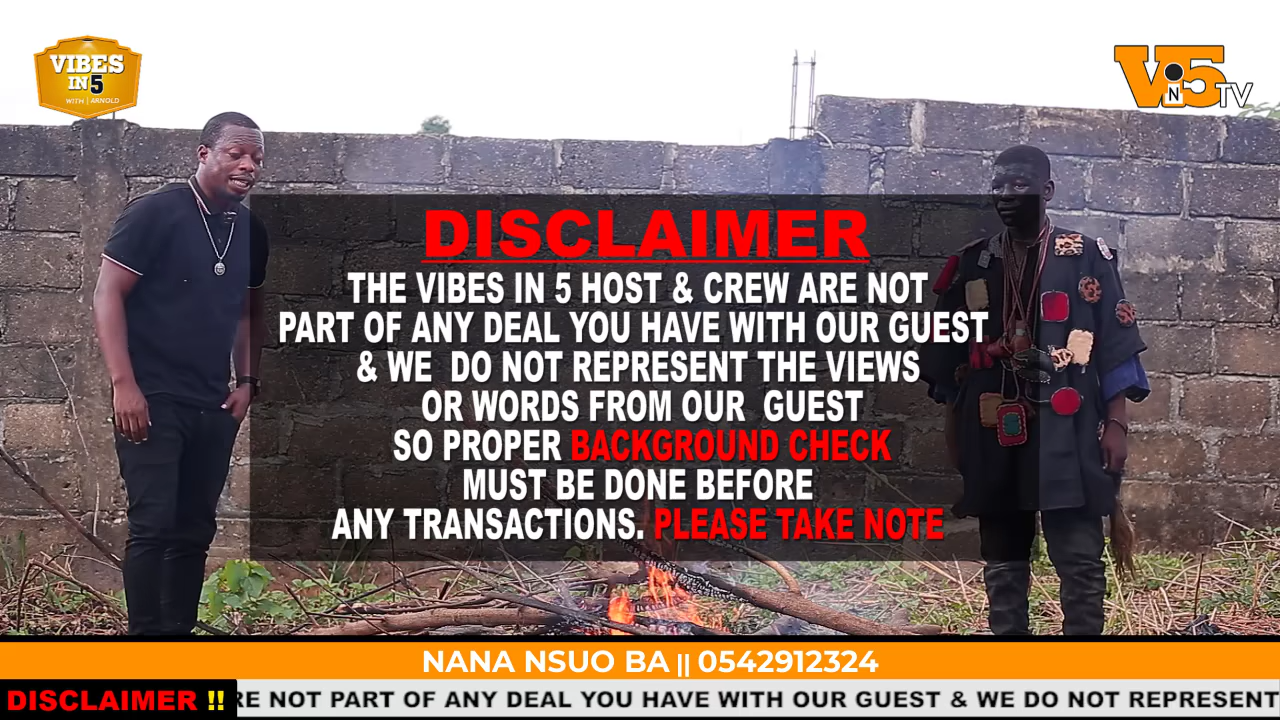 VIBES
IN 5
WITH J ARNOLD
V IN 5 TV
DISCLAIMER
THE VIBES IN 5 HOST & CREW ARE NOT
PART OF ANY DEAL YOU HAVE WITH OUR GUEST
& WE DO NOT REPRESENT THE VIEWS
OR WORDS FROM OUR GUEST
SO PROPER BACKGROUND CHECK
MUST BE DONE BEFORE
ANY TRANSACTIONS. PLEASE TAKE NOTE
NANA NSUO BA || 0542912324
DISCLAIMER !! RE NOT PART OF ANY DEAL YOU HAVE WITH OUR GUEST & WE DO NOT REPRESENT